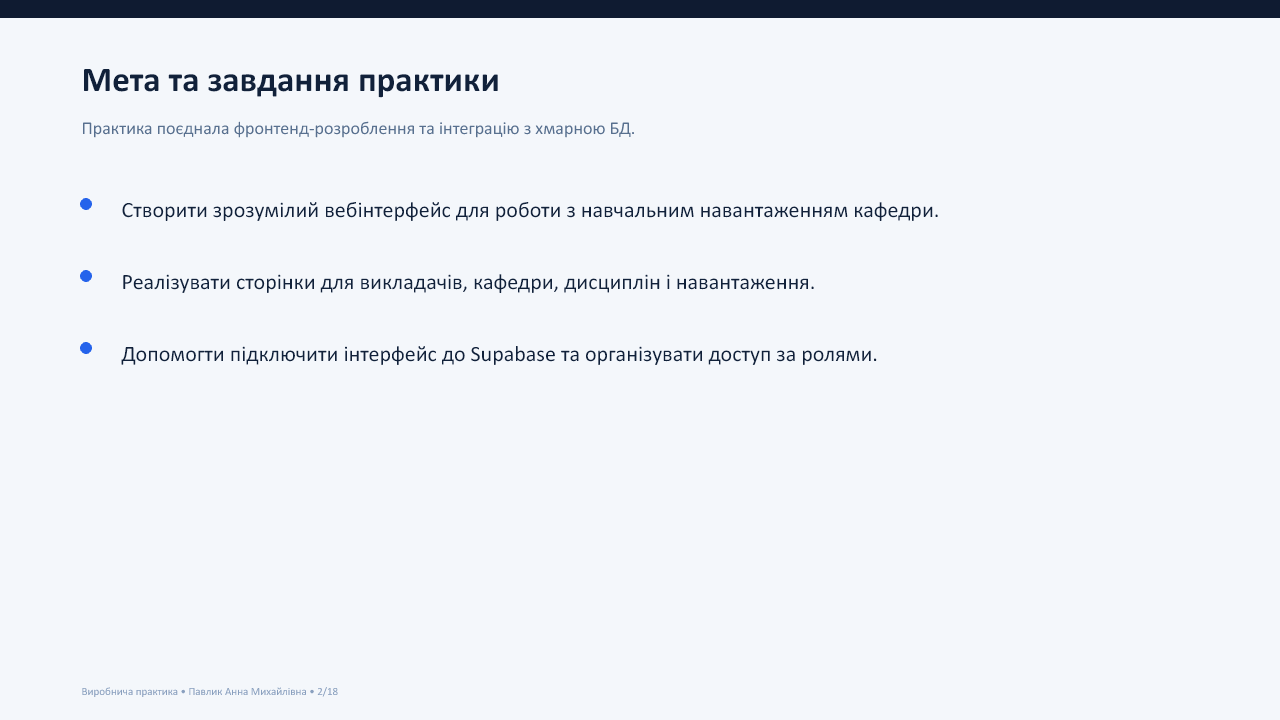 Мета та завдання практики
Практика поєднала фронтенд-розроблення та інтеграцію з хмарною БД.
Створити зрозумілий вебінтерфейс для роботи з навчальним навантаженням кафедри.
Реалізувати сторінки для викладачів, кафедри, дисциплін і навантаження.
Допомогти підключити інтерфейс до Supabase та організувати доступ за ролями.
Виробнича практика • Павлик Анна Михайлівна • 2/18